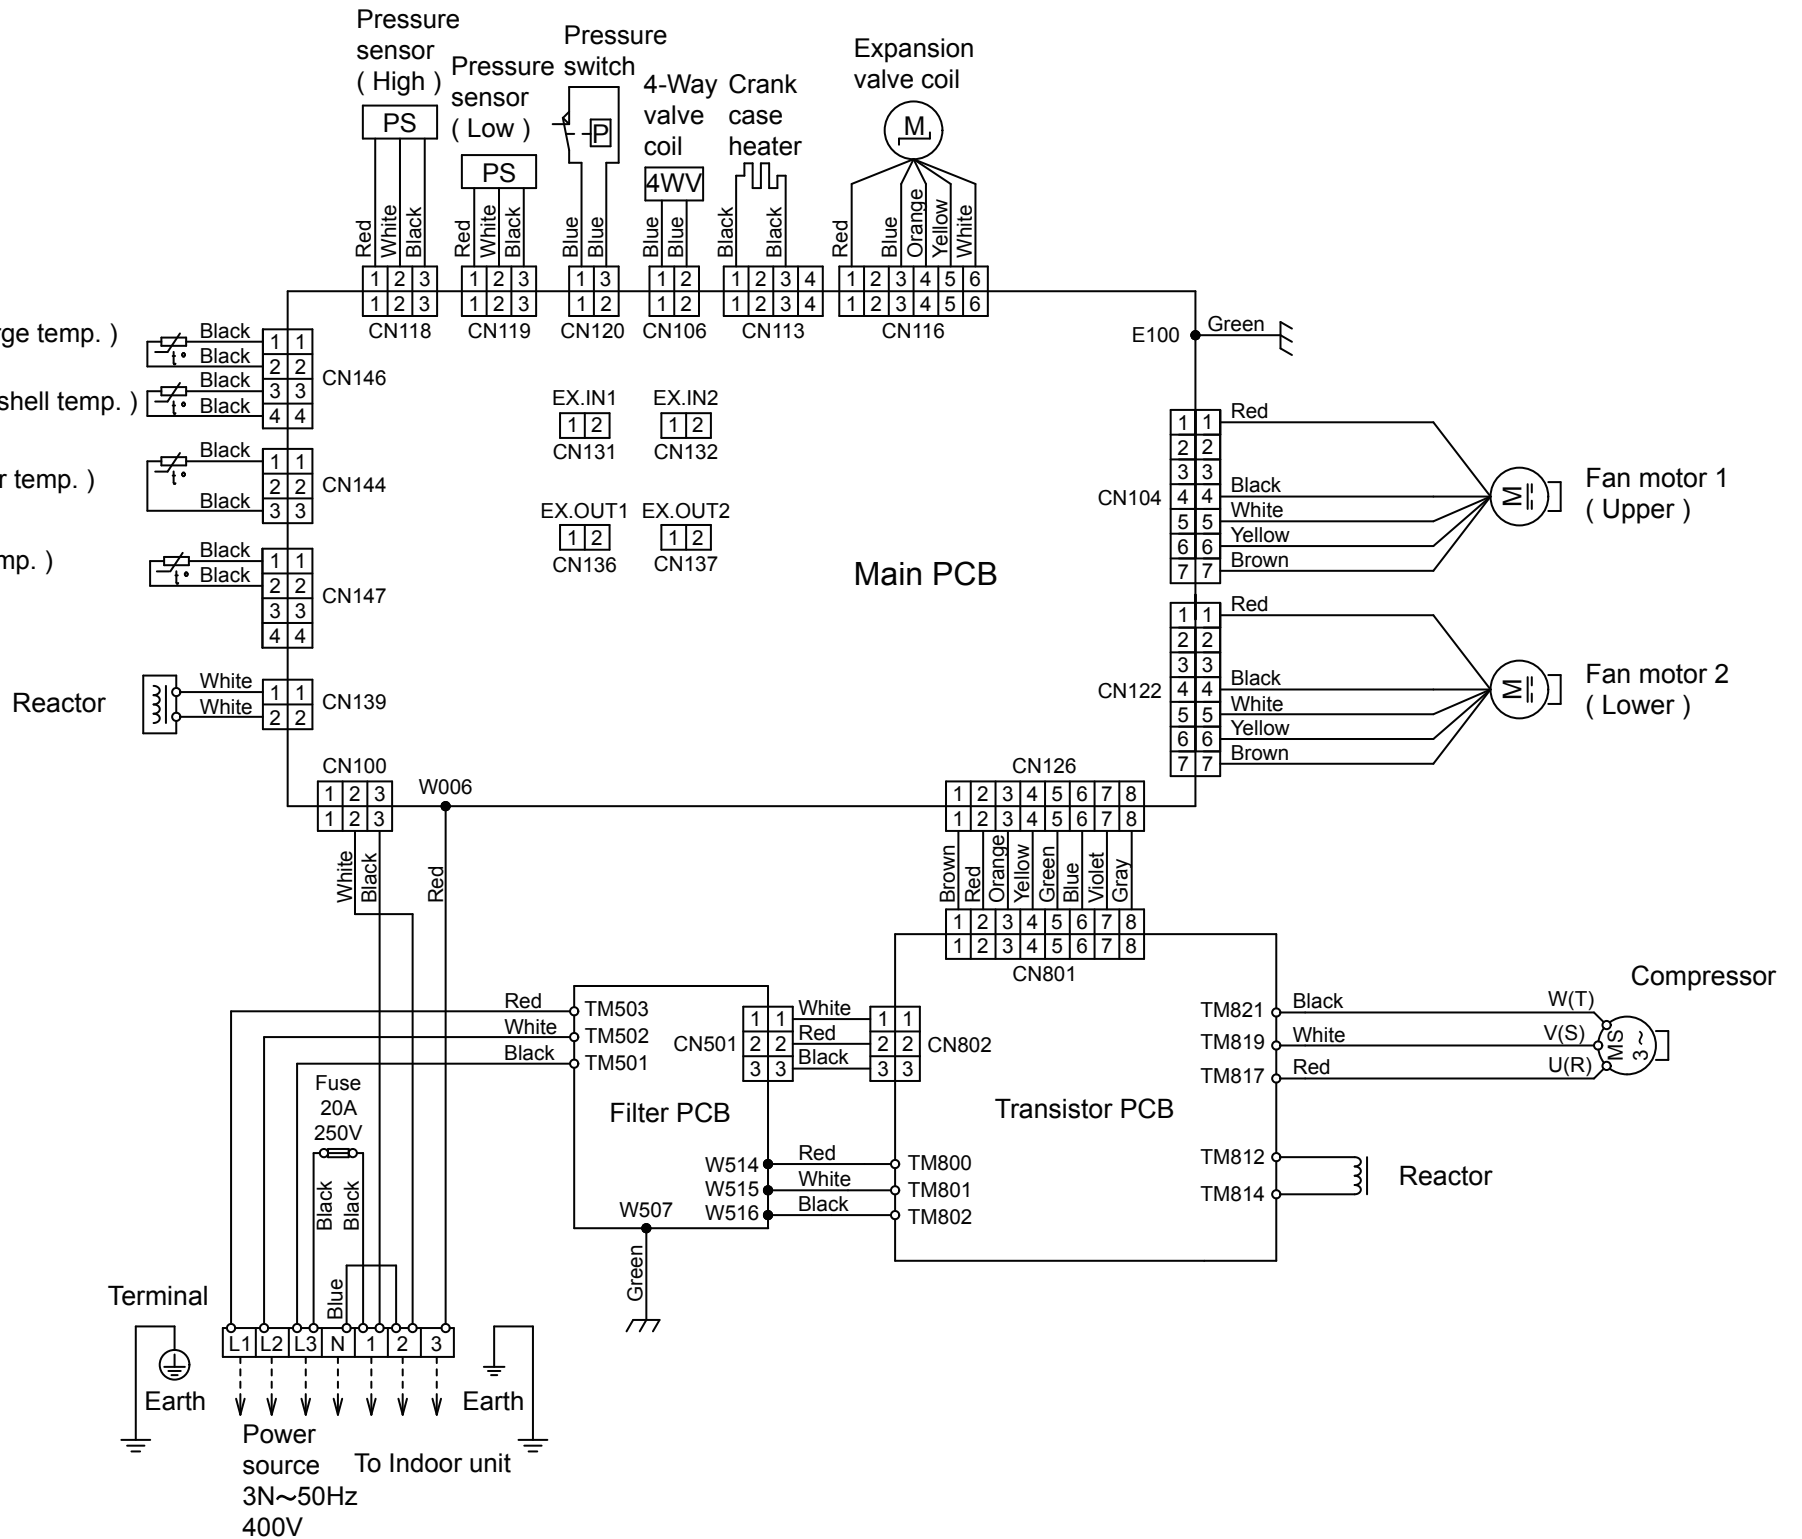 Pressure
sensor
( High )
Pressure
sensor
( Low )
Pressure
switch
4-Way
valve
coil
Crank
case
heater
Expansion
valve coil
PS
PS
P
4WV
M
Red
White
Black
Red
White
Black
Blue
Blue
Blue
Blue
Black
Black
Red
Blue
Orange
Yellow
White
1 2 3
1 2 3
1 3
1 2
1 2 3 4
1 2 3 4 5 6
1 2 3
1 2 3
1 2
1 2
1 2 3 4
1 2 3 4 5 6
CN118
CN119
CN120
CN106
CN113
CN116
E100
Green
rge temp. )
Black
t°
Black
1 1
2 2
3 3
4 4
CN146
shell temp. )
Black
t°
Black
r temp. )
Black
t°
Black
1 1
2 2
3 3
CN144
mp. )
Black
t°
Black
1 1
2 2
3 3
4 4
CN147
Reactor
White
White
1 1
2 2
CN139
EX.IN1
1 2
CN131
EX.IN2
1 2
CN132
EX.OUT1
1 2
CN136
EX.OUT2
1 2
CN137
Main PCB
CN104
1 1
2 2
3 3
4 4
5 5
6 6
7 7
Red
Black
White
Yellow
Brown
M
Fan motor 1
( Upper )
CN122
1 1
2 2
3 3
4 4
5 5
6 6
7 7
Red
Black
White
Yellow
Brown
M
Fan motor 2
( Lower )
CN100
1 2 3
1 2 3
W006
White
Black
Red
CN126
1 2 3 4 5 6 7 8
1 2 3 4 5 6 7 8
Brown
Red
Orange
Yellow
Green
Blue
Violet
Gray
1 2 3 4 5 6 7 8
1 2 3 4 5 6 7 8
CN801
Red
White
Black
TM503
TM502
TM501
CN501
1 1
2 2
3 3
White
Red
Black
1 1
2 2
3 3
CN802
Filter PCB
W514
W515
W516
Red
White
Black
TM800
TM801
TM802
W507
Green
Transistor PCB
TM821
TM819
TM817
Black
White
Red
W(T)
V(S)
U(R)
MS
3～
Compressor
TM812
TM814
Reactor
Fuse
20A
250V
Black
Black
Blue
Terminal
L1 L2 L3 N 1 2 3
Earth
Earth
Power
source
3N～50Hz
400V
To Indoor unit